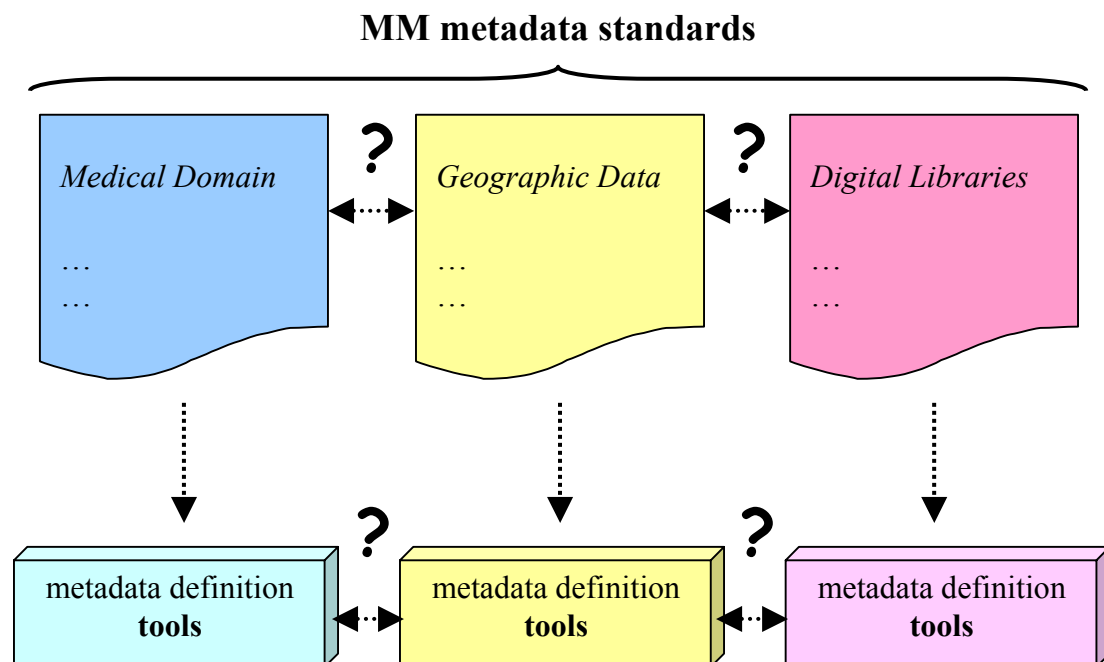 MM metadata standards
? ?
Medical Domain
…
…
Geographic Data
…
…
Digital Libraries
…
…
? ?
metadata definition
tools
metadata definition
tools
metadata definition
tools